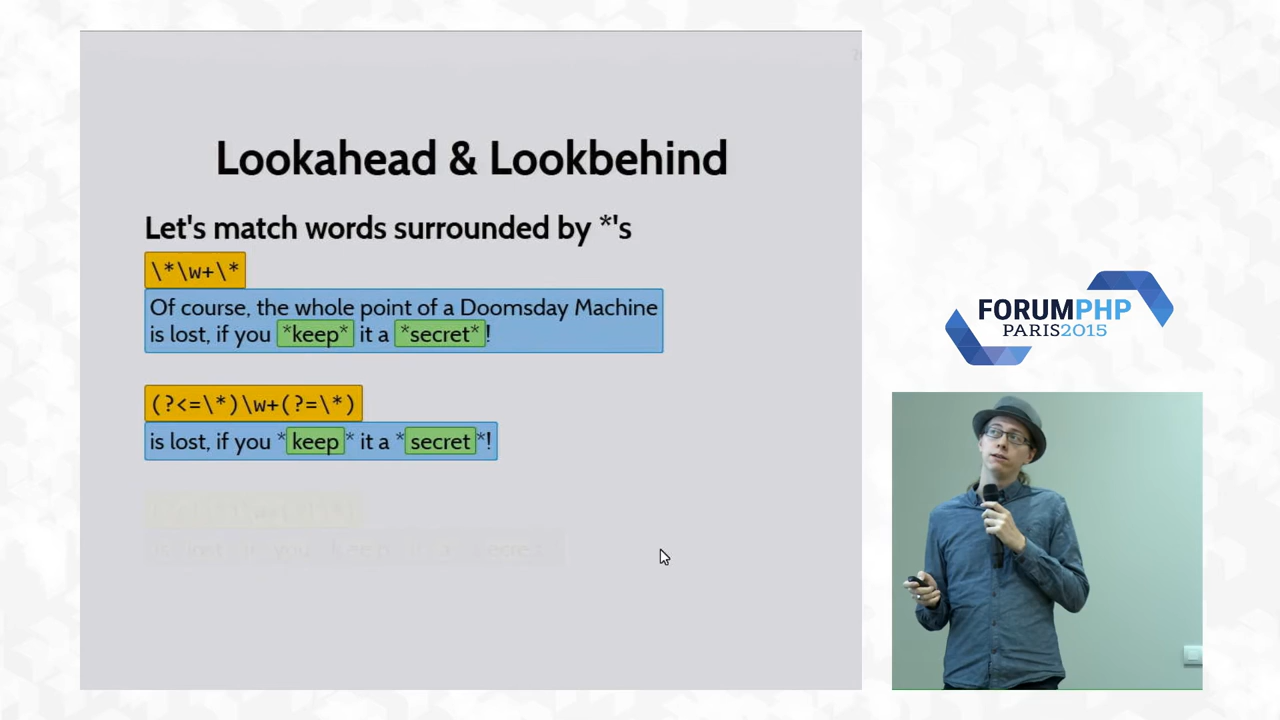 Lookahead & Lookbehind
Let's match words surrounded by *'s
\*\w+\*
Of course, the whole point of a Doomsday Machine
is lost, if you *keep* it a *secret*!
(?<=\*)\w+(?=\*)
is lost, if you *keep* it a *secret*!
FORUMPHP
PARIS2015